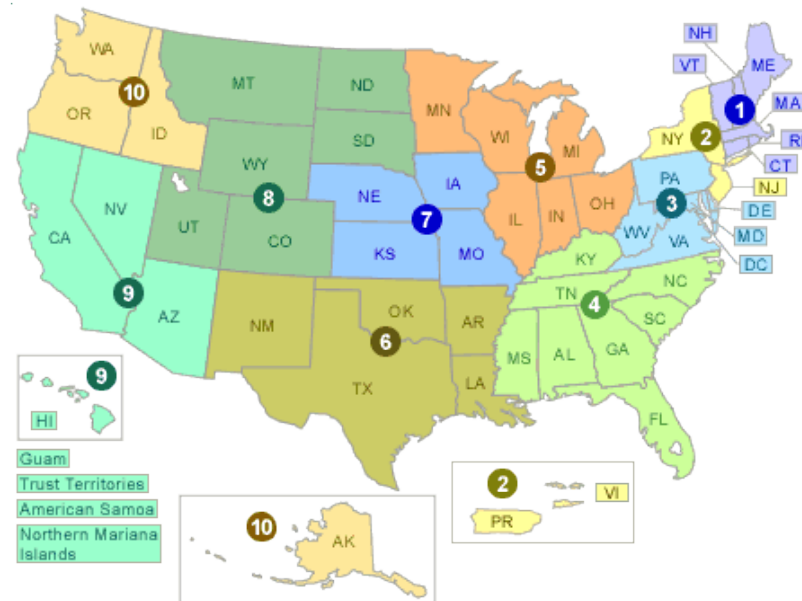 NH
WA
VT
ME
MT
ND
10
MN
OR
MA
1
ID
NY
2
WI
SD
MI
R
WY
5
CT
PA
IA
NJ
NE
8
3
NV
OH
DE
IL
IN
UT
7
WV
CO
MD
CA
VA
KS
MO
DC
KY
NC
9
TN
4
OK
AZ
SC
NM
AR
6
GA
MS
AL
9
LA
TX
HI
FL
Guam
Trust Territories
2
VI
American Samoa
PR
10
Northern Mariana
Islands
AK